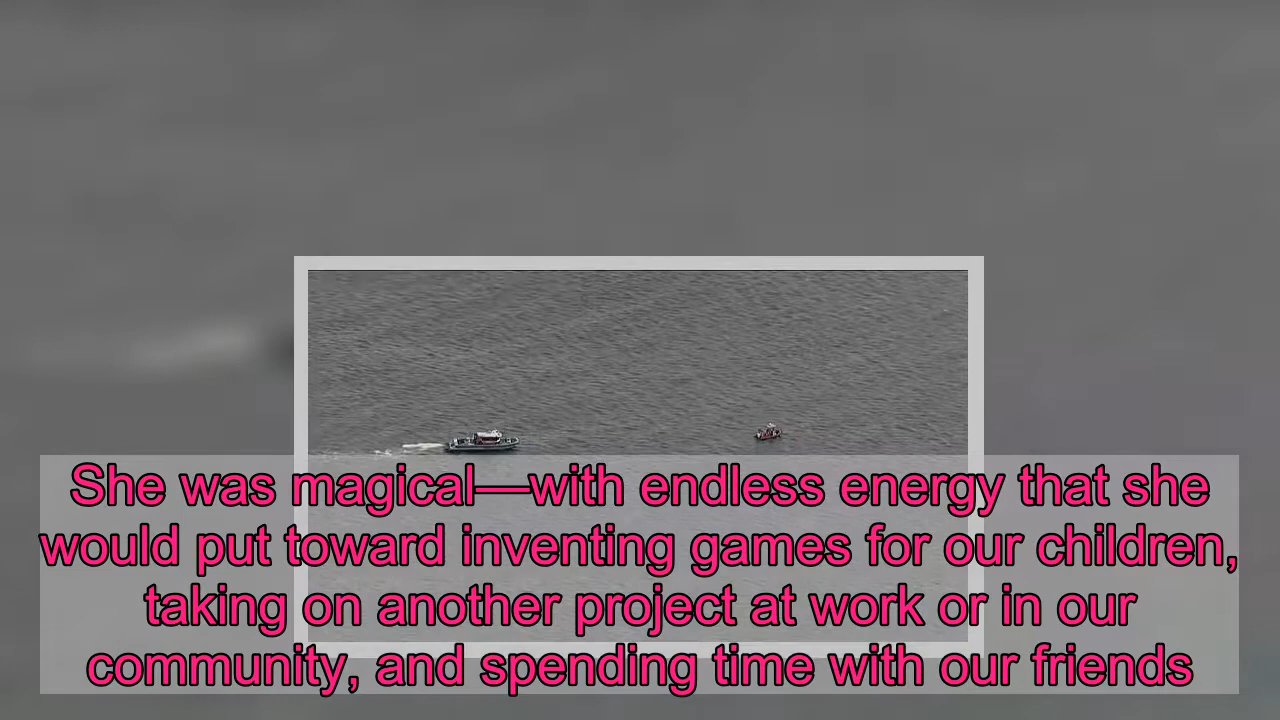 She was magical—with endless energy that she
would put toward inventing games for our children,
taking on another project at work or in our
community, and spending time with our friends